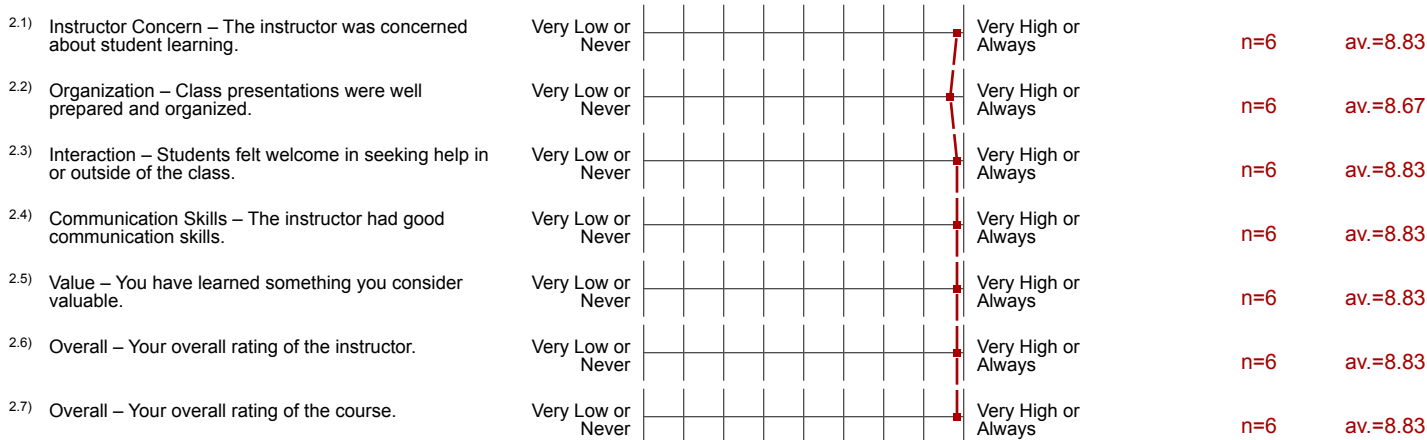 2.1) Instructor Concern – The instructor was concerned
about student learning.
Very Low or
Never
Very High or
Always
n=6
av.=8.83
2.2) Organization – Class presentations were well
prepared and organized.
Very Low or
Never
Very High or
Always
n=6
av.=8.67
2.3) Interaction – Students felt welcome in seeking help in
or outside of the class.
Very Low or
Never
Very High or
Always
n=6
av.=8.83
2.4) Communication Skills – The instructor had good
communication skills.
Very Low or
Never
Very High or
Always
n=6
av.=8.83
2.5) Value – You have learned something you consider
valuable.
Very Low or
Never
Very High or
Always
n=6
av.=8.83
2.6) Overall – Your overall rating of the instructor.
Very Low or
Never
Very High or
Always
n=6
av.=8.83
2.7) Overall – Your overall rating of the course.
Very Low or
Never
Very High or
Always
n=6
av.=8.83